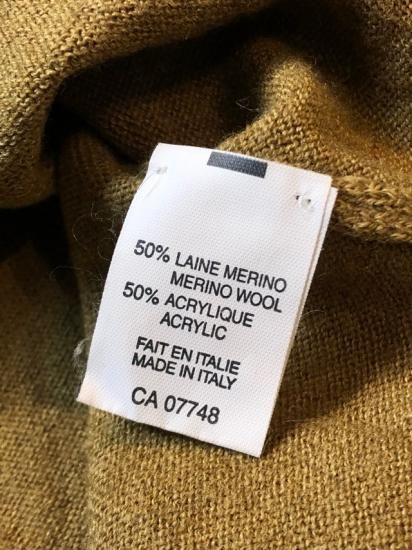 50% LAINE MERINO
MERINO WOOL
50% ACRYLIQUE
ACRYLIC
FAIT EN ITALIE
MADE IN ITALY
CA 07748